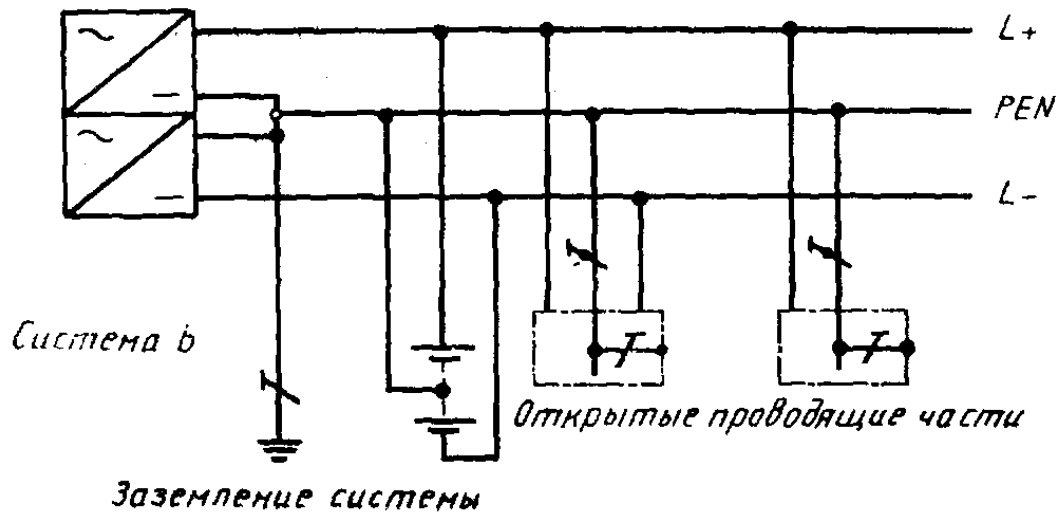 L+
PEN
L-
Система b
Открытые проводящие части
Заземление системы